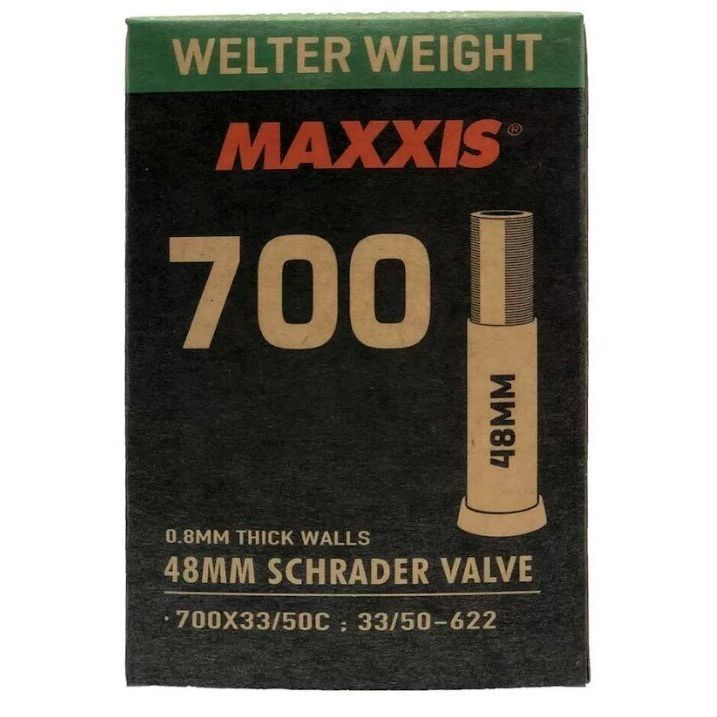 WELTER WEIGHT
MAXXIS®
700
48MM
0.8MM THICK WALLS
48MM SCHRADER VALVE
·700X33/50C : 33/50-622